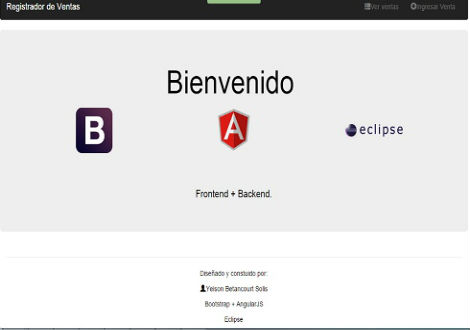 Registrador de Ventas
Ver ventas
Ingresar Venta
Bienvenido
B
A
eclipse
Frontend + Backend.
Diseñado y constuido por:
Yeison Betancourt Solis
Bootstrap + AngularJS
Eclipse